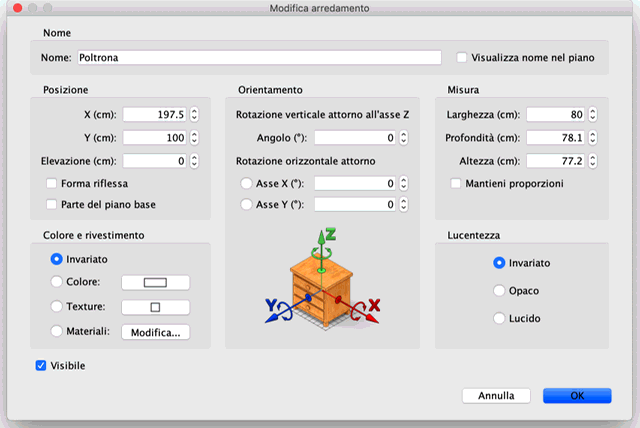 Modifica arredamento
Nome
Nome: Poltrona
Visualizza nome nel piano
Posizione
X (cm): 197.5
Y (cm): 100
Elevazione (cm): 0
Forma riflessa
Parte del piano base
Orientamento
Rotazione verticale attorno all'asse Z
Angolo (°): 0
Rotazione orizzontale attorno
Asse X (°): 0
Asse Y (°): 0
Z
Y
X
Misura
Larghezza (cm): 80
Profondità (cm): 78.1
Altezza (cm): 77.2
Mantieni proporzioni
Colore e rivestimento
Invariato
Colore:
Texture:
Materiali: Modifica...
Lucentezza
Invariato
Opaco
Lucido
Visibile
Annulla
OK